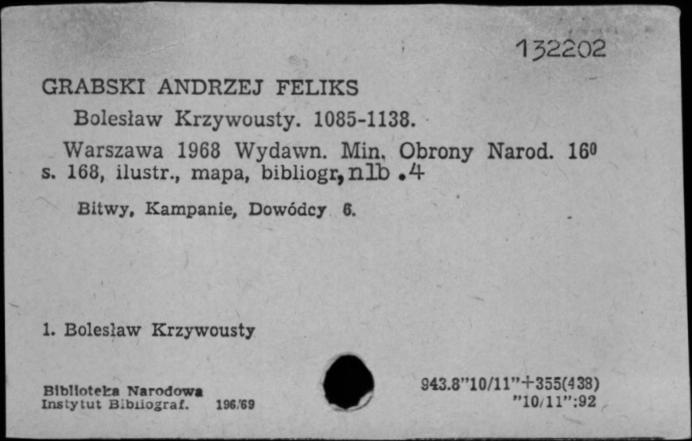 132202
GRABSKI ANDRZEJ FELIKS
Bolesław Krzywousty. 1085-1138.
Warszawa 1968 Wydawn. Min. Obrony Narod. 16⁰
s. 168, ilustr., mapa, bibliogr, nlb .4
Bitwy, Kampanie, Dowódcy 6.
1. Bolesław Krzywousty
Biblioteka Narodowa 943.8"10/11"+355(438)
Instytut Bibliograf. 196/69 "10/11":92